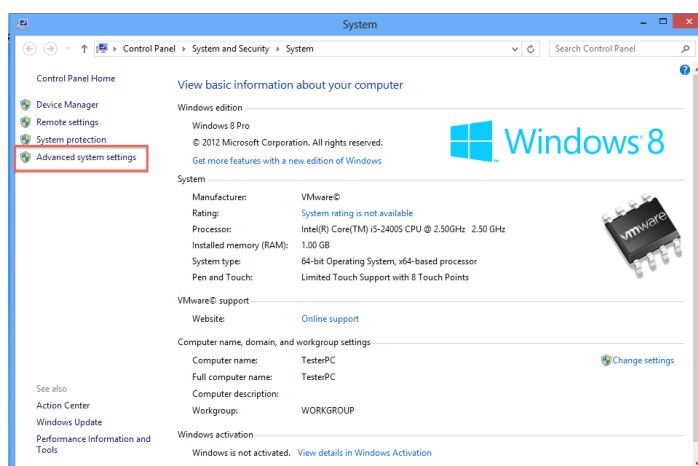 System
Control Panel System and Security System
Search Control Panel
Control Panel Home
Device Manager
Remote settings
System protection
Advanced system settings
View basic information about your computer
Windows edition
Windows 8 Pro
© 2012 Microsoft Corporation. All rights reserved.
Get more features with a new edition of Windows
Windows 8
System
Manufacturer: VMware©
Rating: System rating is not available
Processor: Intel(R) Core(TM) i5-2400S CPU @ 2.50GHz 2.50 GHz
Installed memory (RAM): 1.00 GB
System type: 64-bit Operating System, x64-based processor
Pen and Touch: Limited Touch Support with 8 Touch Points
vmware
VMware© support
Website: Online support
Computer name, domain, and workgroup settings
Computer name: TesterPC
Change settings
Full computer name: TesterPC
Computer description:
Workgroup: WORKGROUP
Windows activation
Windows is not activated. View details in Windows Activation
See also
Action Center
Windows Update
Performance Information and
Tools